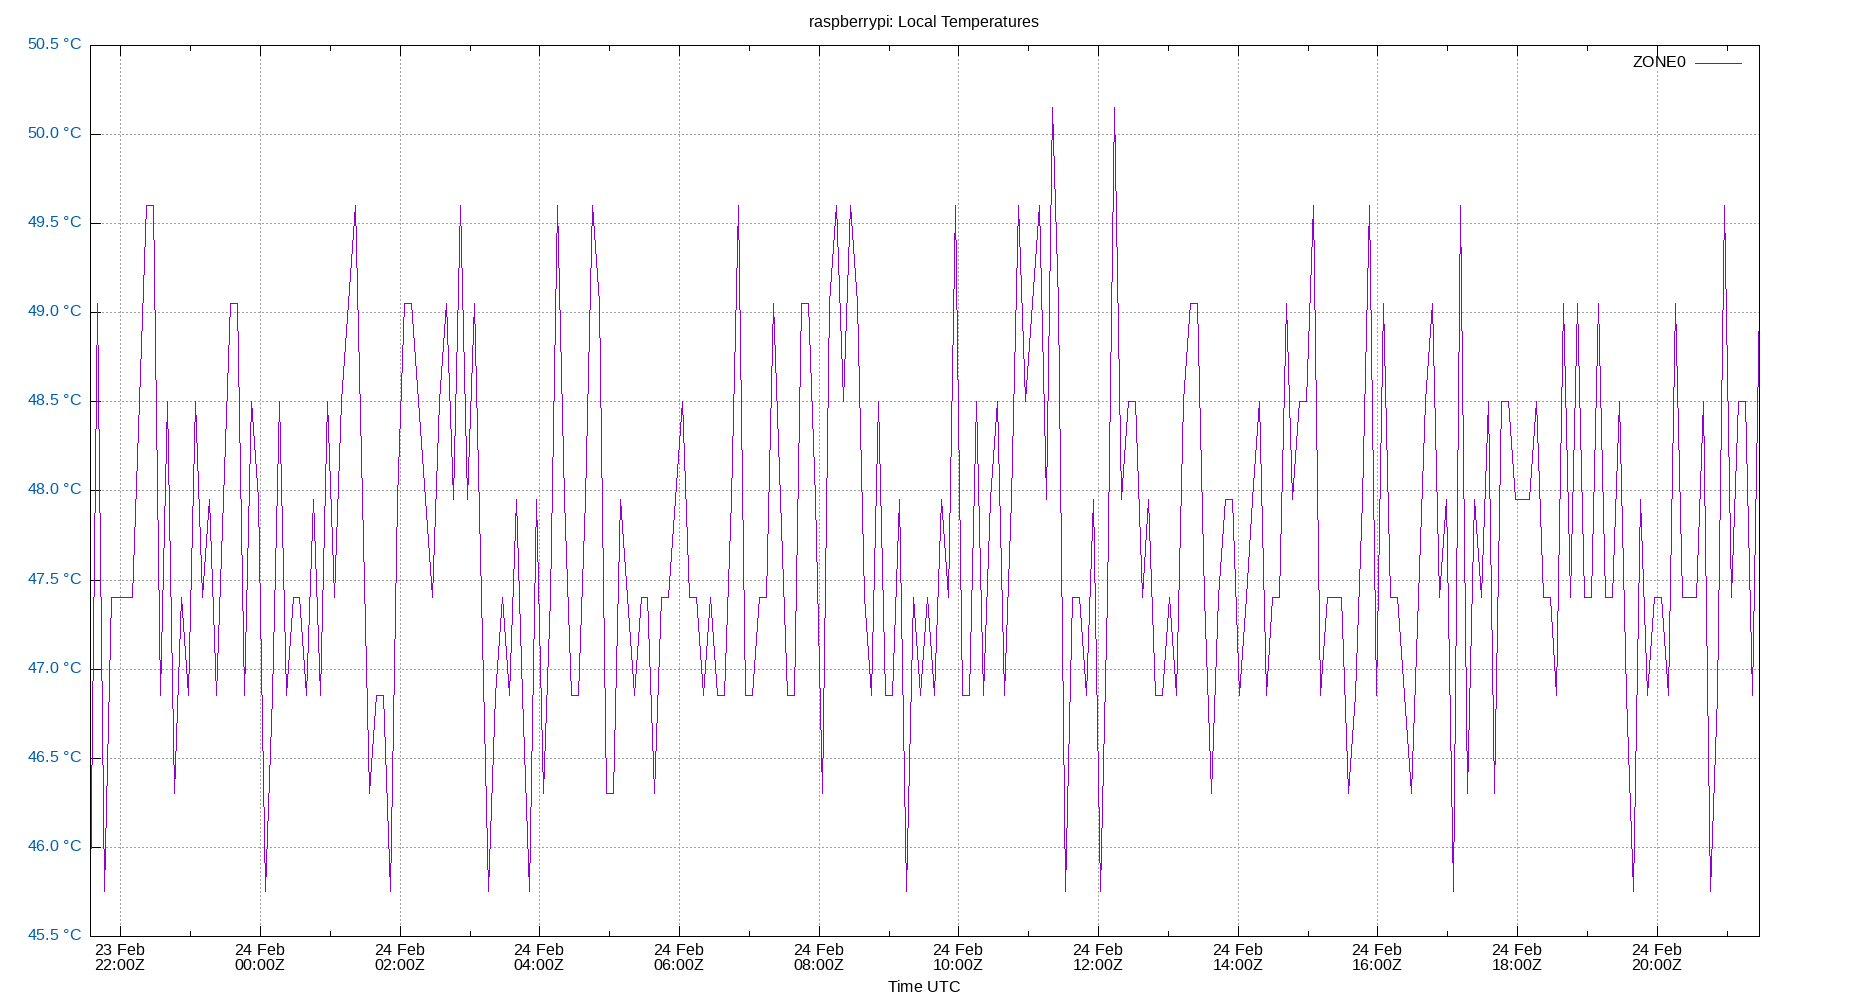 raspberrypi: Local Temperatures
ZONE0
50.5 °C
50.0 °C
49.5 °C
49.0 °C
48.5 °C
48.0 °C
47.5 °C
47.0 °C
46.5 °C
46.0 °C
45.5 °C
23 Feb 24 Feb 24 Feb 24 Feb 24 Feb 24 Feb 24 Feb 24 Feb 24 Feb 24 Feb 24 Feb 24 Feb
22:00Z 00:00Z 02:00Z 04:00Z 06:00Z 08:00Z 10:00Z 12:00Z 14:00Z 16:00Z 18:00Z 20:00Z
Time UTC